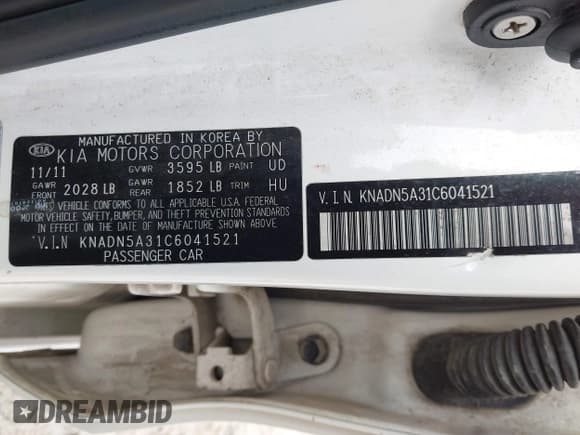 MANUFACTURED IN KOREA BY
KIA KIA MOTORS CORPORATION
11/11 GVWR 3595 LB PAINT UD
GAWR FRONT 2028 LB GAWR REAR 1852 LB TRIM HU
THIS VEHICLE CONFORMS TO ALL APPLICABLE U.S.A. FEDERAL
MOTOR VEHICLE SAFETY, BUMPER, AND THEFT PREVENTION STANDARDS
IN EFFECT ON THE DATE OF MANUFACTURE SHOWN ABOVE
V.I.N KNADN5A31C6041521
PASSENGER CAR
V.I.N. KNADN5A31C6041521
DREAMBID